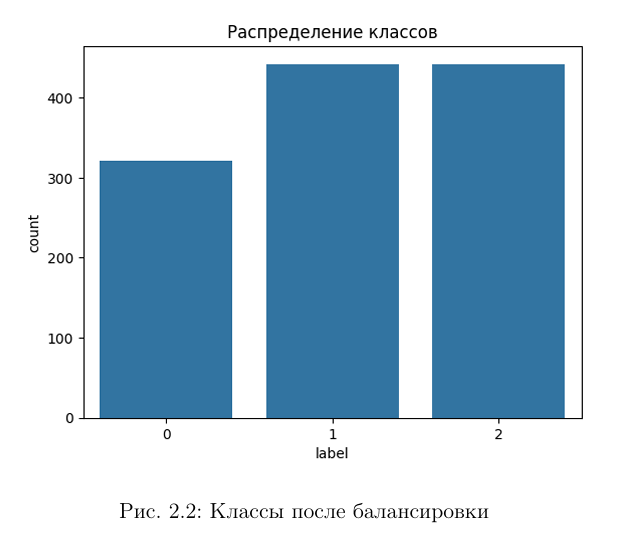 Распределение классов
400
300
200
100
0
count
0 1 2
label
Рис. 2.2: Классы после балансировки